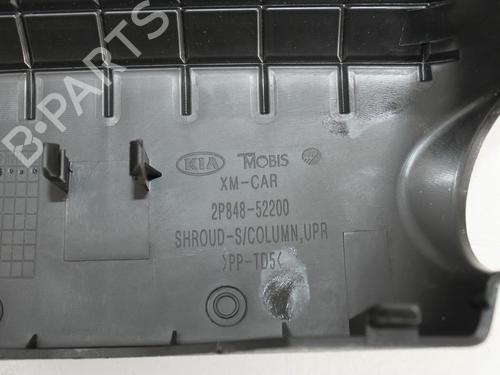 B-PARTS
KIA MOBIS
XM-CAR
2P848-52200
SHROUD-S/COLUMN,UPR
>PP-TD5<